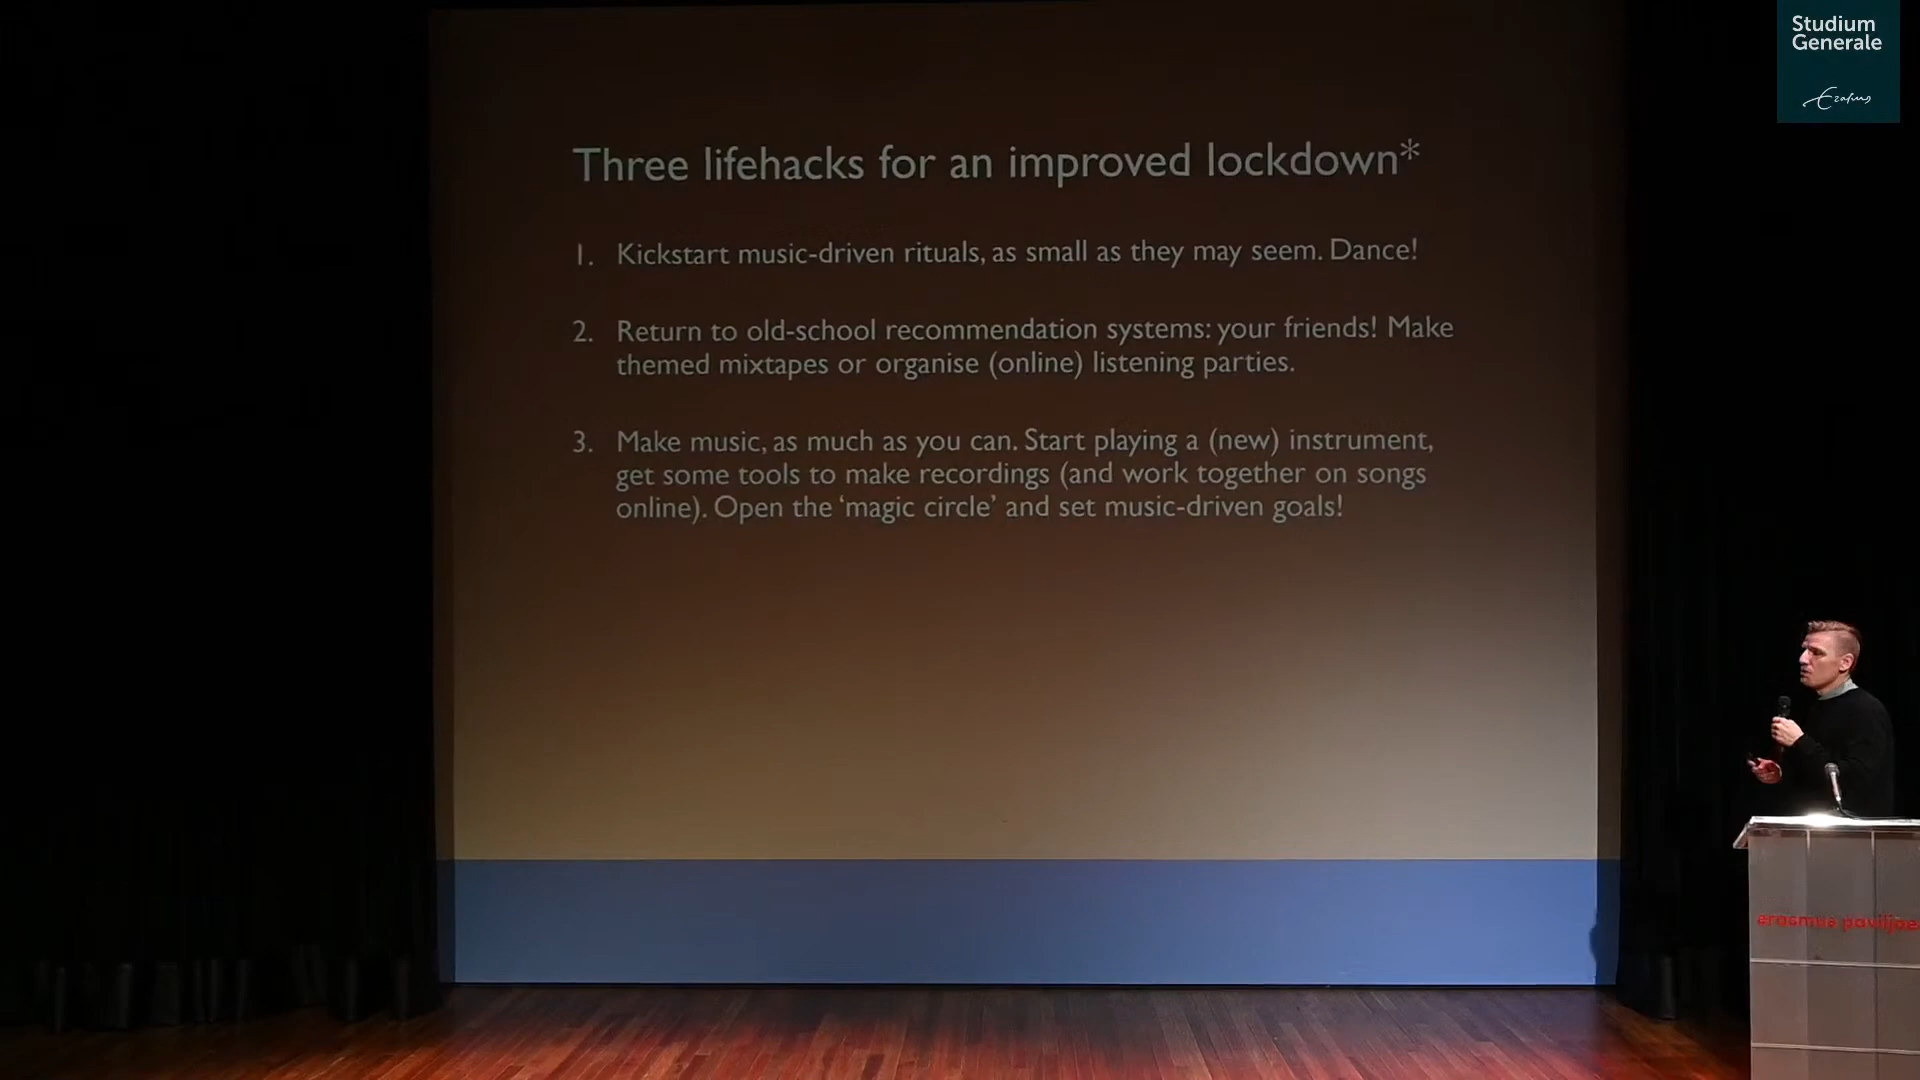 Studium
Generale
Erasmus
Three lifehacks for an improved lockdown*
1. Kickstart music-driven rituals, as small as they may seem. Dance!
2. Return to old-school recommendation systems: your friends! Make
themed mixtapes or organise (online) listening parties.
3. Make music, as much as you can. Start playing a (new) instrument,
get some tools to make recordings (and work together on songs
online). Open the ‘magic circle’ and set music-driven goals!
erasmus paviljoe